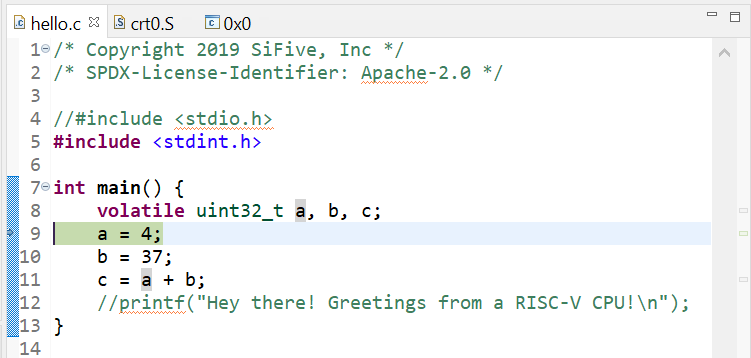 hello.c crt0.S 0x0
1 /* Copyright 2019 SiFive, Inc */
2 /* SPDX-License-Identifier: Apache-2.0 */
3
4 //#include <stdio.h>
5 #include <stdint.h>
6
7 int main() {
8 volatile uint32_t a, b, c;
9 a = 4;
10 b = 37;
11 c = a + b;
12 //printf("Hey there! Greetings from a RISC-V CPU!\n");
13 }
14